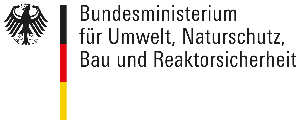 Bundesministerium
für Umwelt, Naturschutz,
Bau und Reaktorsicherheit